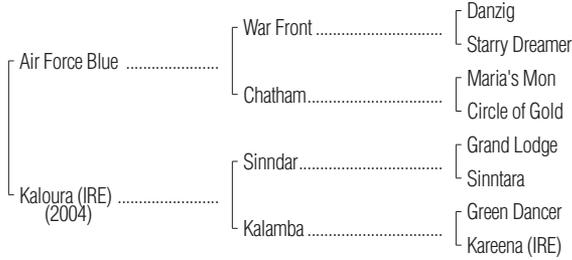 Danzig
War Front ..............................
Starry Dreamer
Air Force Blue ......................
Maria's Mon
Chatham................................
Circle of Gold
Grand Lodge
Sinndar..................................
Sinntara
Kaloura (IRE) ........................
(2004)
Green Dancer
Kalamba ................................
Kareena (IRE)